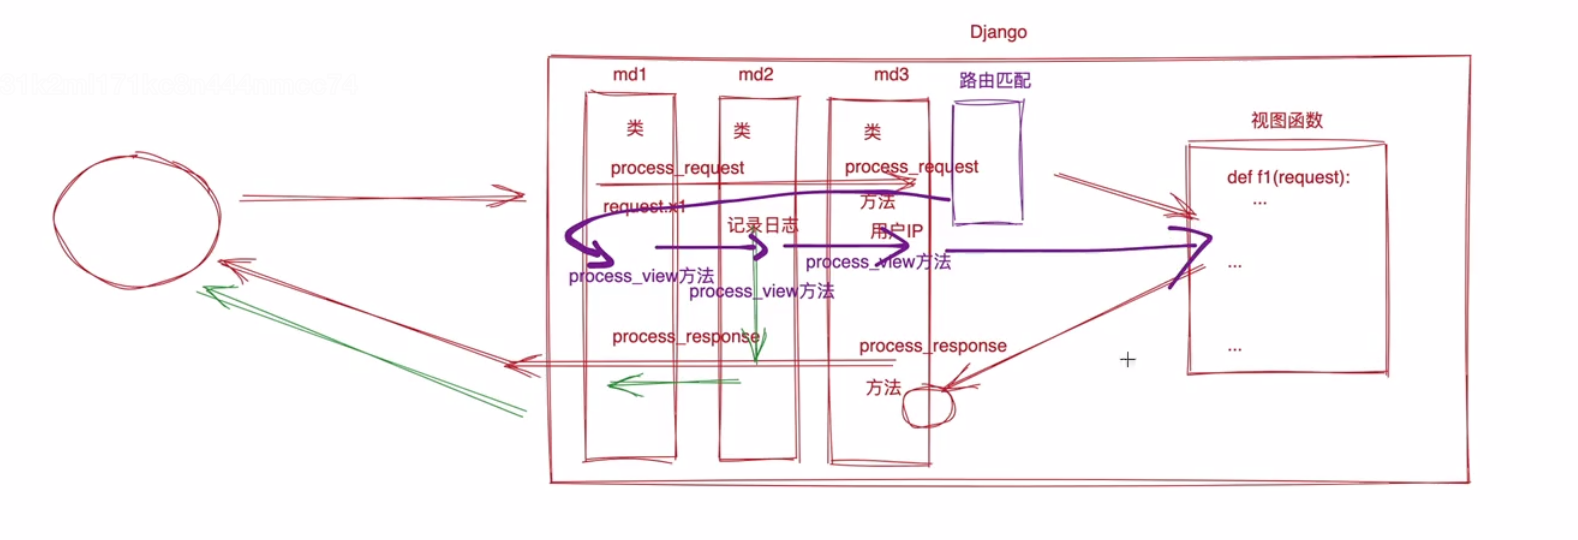 Django
md1
md2
md3
路由匹配
类
类
类
视图函数
process_request
process_request
def f1(request):
...
request.x1
方法
记录日志
用户IP
process_view方法
process_view方法
process_view方法
...
process_response
process_response
...
方法